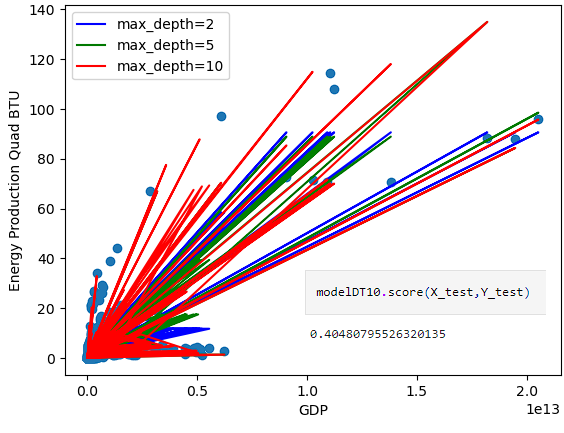 140
120
100
80
60
40
20
0
Energy Production Quad BTU
max_depth=2
max_depth=5
max_depth=10
modelDT10.score(X_test,Y_test)
0.40480795526320135
0.0 0.5 1.0 1.5 2.0
1e13
GDP